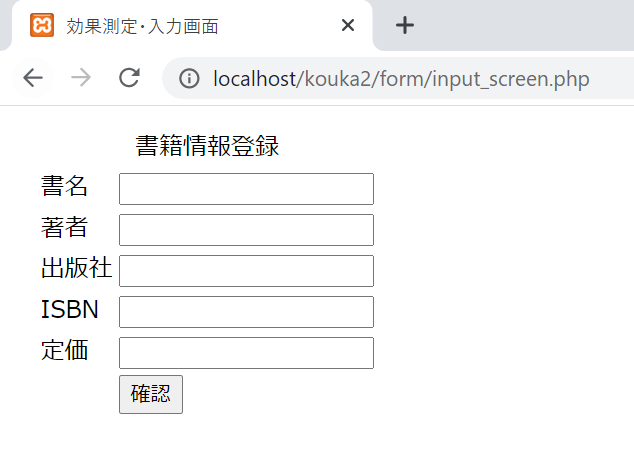 効果測定･入力画面
localhost/kouka2/form/input_screen.php
書籍情報登録
書名
著者
出版社
ISBN
定価
確認